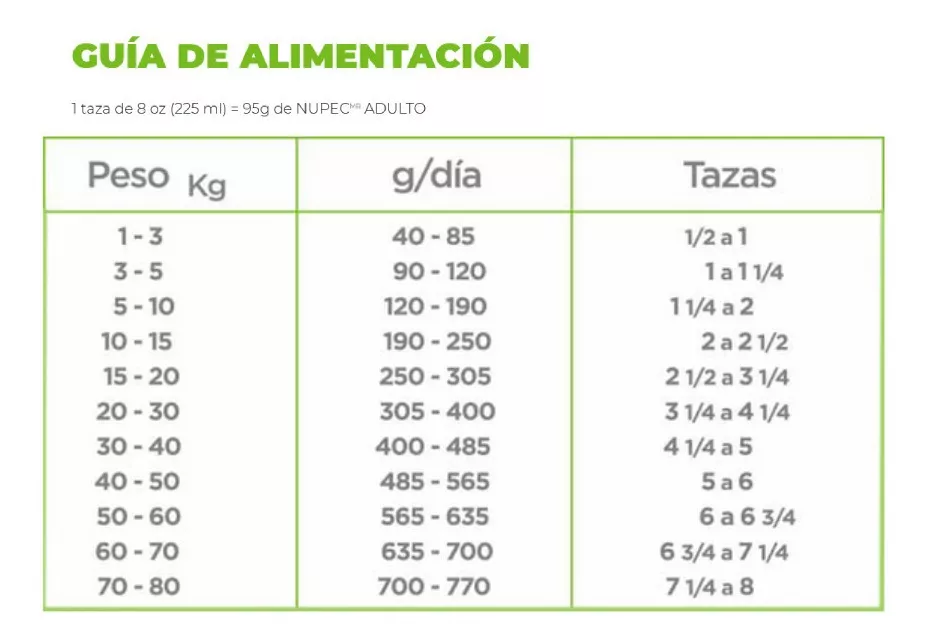 GUÍA DE ALIMENTACIÓN
1 taza de 8 oz (225 ml) = 95g de NUPEC MR ADULTO
Peso Kg g/día Tazas
1 - 3 40 - 85 1/2 a 1
3 - 5 90 - 120 1 a 1 1/4
5 - 10 120 - 190 1 1/4 a 2
10 - 15 190 - 250 2 a 2 1/2
15 - 20 250 - 305 2 1/2 a 3 1/4
20 - 30 305 - 400 3 1/4 a 4 1/4
30 - 40 400 - 485 4 1/4 a 5
40 - 50 485 - 565 5 a 6
50 - 60 565 - 635 6 a 6 3/4
60 - 70 635 - 700 6 3/4 a 7 1/4
70 - 80 700 - 770 7 1/4 a 8